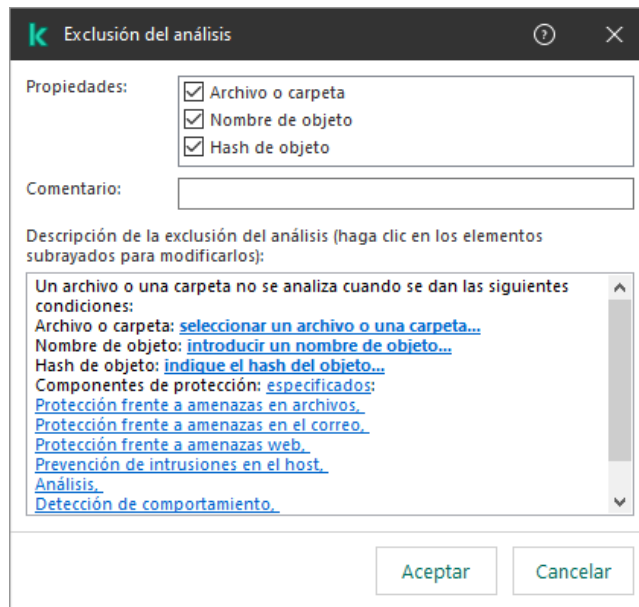 Exclusión del análisis
Propiedades:
Archivo o carpeta
Nombre de objeto
Hash de objeto
Comentario:
Descripción de la exclusión del análisis (haga clic en los elementos
subrayados para modificarlos):
Un archivo o una carpeta no se analiza cuando se dan las siguientes
condiciones:
Archivo o carpeta: seleccionar un archivo o una carpeta...
Nombre de objeto: introducir un nombre de objeto...
Hash de objeto: indique el hash del objeto...
Componentes de protección: especificados:
Protección frente a amenazas en archivos,
Protección frente a amenazas en el correo,
Protección frente a amenazas web,
Prevención de intrusiones en el host,
Análisis,
Detección de comportamiento,
Aceptar Cancelar